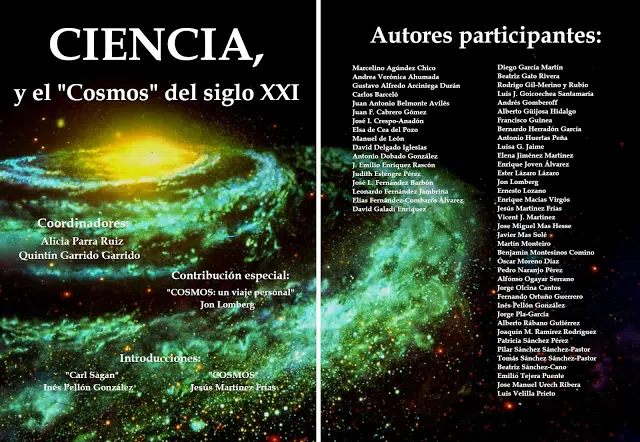 CIENCIA,
y el "Cosmos" del siglo XXI
Coordinadores:
Alicia Parra Ruiz
Quintín Garrido Garrido
Contribución especial:
"COSMOS: un viaje personal"
Jon Lomberg
Introducciones:
"Carl Sagan"
Inés Pellón González
"COSMOS"
Jesús Martínez Frías
Autores participantes:
Marcelino Agúndez Chico
Andrea Verónica Ahumada
Gustavo Alfredo Arciniega Durán
Carlos Barceló
Juan Antonio Belmonte Avilés
Juan F. Cabrero Gómez
José I. Crespo-Anadón
Elsa de Cea del Pozo
Manuel de León
David Delgado Iglesias
Antonio Dobado González
J. Emilio Enríquez Rascón
Judith Estengre Pérez
José L. Fernández Barbón
Leonardo Fernández Jambrina
Elías Fernández-Combarro Álvarez
David Galadí Enríquez
Diego García Martín
Beatriz Gato Rivera
Rodrigo Gil-Merino y Rubio
Luis J. Goicoechea Santamaría
Andrés Gomberoff
Alberto Güijosa Hidalgo
Francisco Guinea
Bernardo Herradón García
Antonio Huertas Peña
Luisa G. Jaime
Elena Jiménez Martínez
Enrique Joven Álvarez
Ester Lázaro Lázaro
Jon Lomberg
Ernesto Lozano
Enrique Macías Virgós
Jesús Martínez Frías
Vicent J. Martínez
Jose Miguel Mas Hesse
Javier Mas Solé
Martín Monteiro
Benjamín Montesinos Comino
Óscar Moreno Díaz
Pedro Naranjo Pérez
Alfonso Ogayar Serrano
Jorge Olcina Cantos
Fernando Ortuño Guerrero
Inés Pellón González
Jorge Pla-García
Alberto Rábano Gutiérrez
Joaquín M. Ramírez Rodríguez
Patricia Sánchez Pérez
Pilar Sánchez Sánchez-Pastor
Tomás Sánchez Sánchez-Pastor
Beatriz Sánchez-Cano
Emilió Tejera Puente
Jose Manuel Urech Ribera
Luis Velilla Prieto